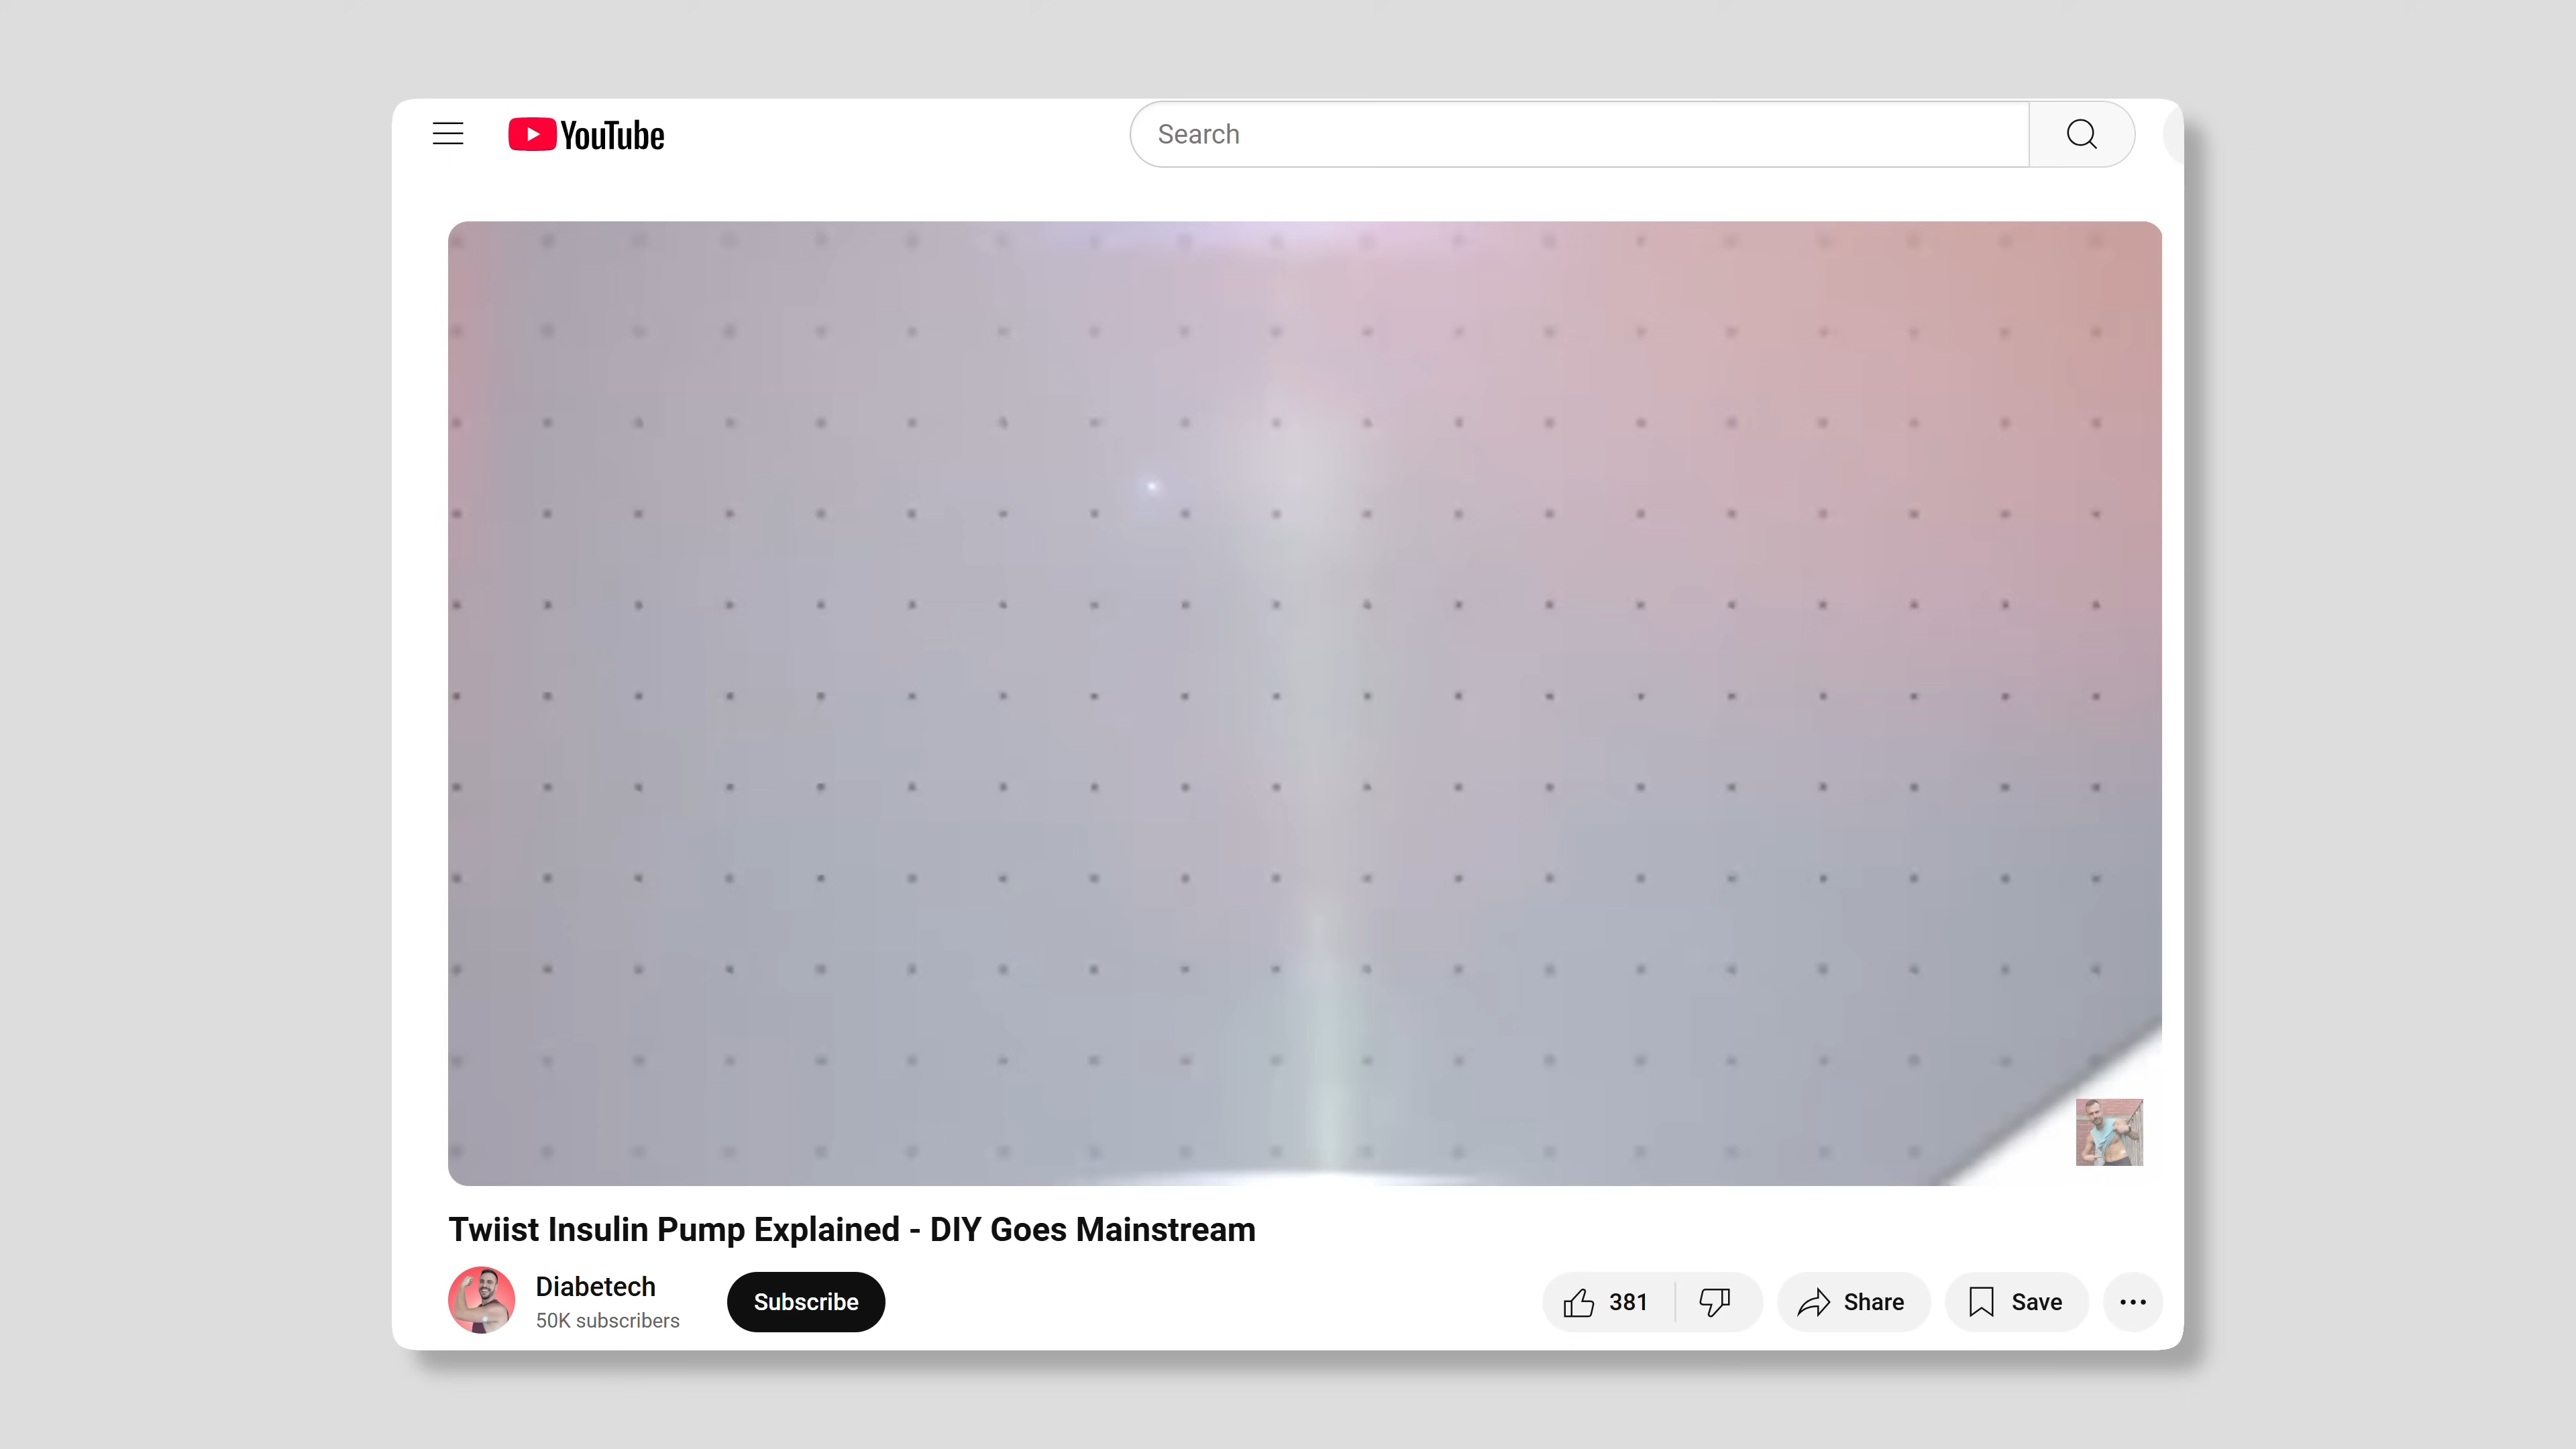 YouTube
Search
Twiist Insulin Pump Explained - DIY Goes Mainstream
Diabetech
50K subscribers
Subscribe
381
Share
Save